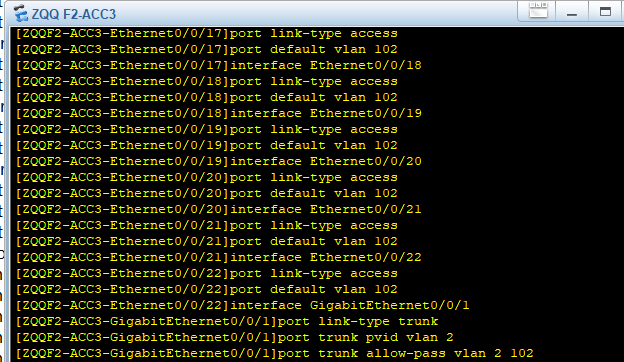 ZQQ F2-ACC3
[ZQQF2-ACC3-Ethernet0/0/17]port link-type access
[ZQQF2-ACC3-Ethernet0/0/17]port default vlan 102
[ZQQF2-ACC3-Ethernet0/0/17]interface Ethernet0/0/18
[ZQQF2-ACC3-Ethernet0/0/18]port link-type access
[ZQQF2-ACC3-Ethernet0/0/18]port default vlan 102
[ZQQF2-ACC3-Ethernet0/0/18]interface Ethernet0/0/19
[ZQQF2-ACC3-Ethernet0/0/19]port link-type access
[ZQQF2-ACC3-Ethernet0/0/19]port default vlan 102
[ZQQF2-ACC3-Ethernet0/0/19]interface Ethernet0/0/20
[ZQQF2-ACC3-Ethernet0/0/20]port link-type access
[ZQQF2-ACC3-Ethernet0/0/20]port default vlan 102
[ZQQF2-ACC3-Ethernet0/0/20]interface Ethernet0/0/21
[ZQQF2-ACC3-Ethernet0/0/21]port link-type access
[ZQQF2-ACC3-Ethernet0/0/21]port default vlan 102
[ZQQF2-ACC3-Ethernet0/0/21]interface Ethernet0/0/22
[ZQQF2-ACC3-Ethernet0/0/22]port link-type access
[ZQQF2-ACC3-Ethernet0/0/22]port default vlan 102
[ZQQF2-ACC3-Ethernet0/0/22]interface GigabitEthernet0/0/1
[ZQQF2-ACC3-GigabitEthernet0/0/1]port link-type trunk
[ZQQF2-ACC3-GigabitEthernet0/0/1]port trunk pvid vlan 2
[ZQQF2-ACC3-GigabitEthernet0/0/1]port trunk allow-pass vlan 2 102